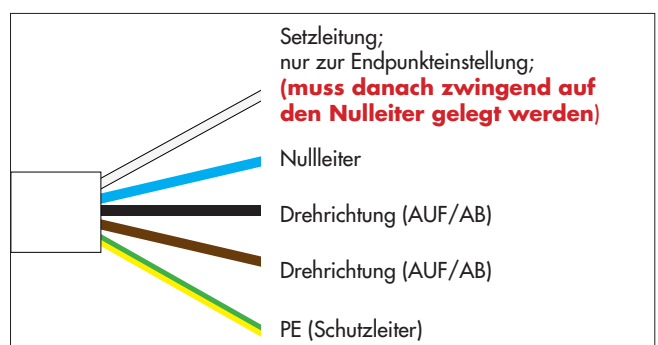 Setzleitung;
nur zur Endpunkteinstellung;
(muss danach zwingend auf
den Nulleiter gelegt werden)
Nullleiter
Drehrichtung (AUF/AB)
Drehrichtung (AUF/AB)
PE (Schutzleiter)